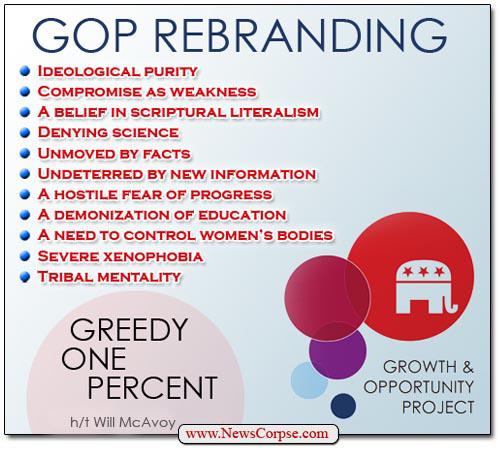 GOP REBRANDING
IDEOLOGICAL PURITY
COMPROMISE AS WEAKNESS
A BELIEF IN SCRIPTURAL LITERALISM
DENYING SCIENCE
UNMOVED BY FACTS
UNDETERRED BY NEW INFORMATION
A HOSTILE FEAR OF PROGRESS
A DEMONIZATION OF EDUCATION
A NEED TO CONTROL WOMEN'S BODIES
SEVERE XENOPHOBIA
TRIBAL MENTALITY
GREEDY
ONE
PERCENT
h/t Will McAvoy
GROWTH &
OPPORTUNITY
PROJECT
www.NewsCorpse.com